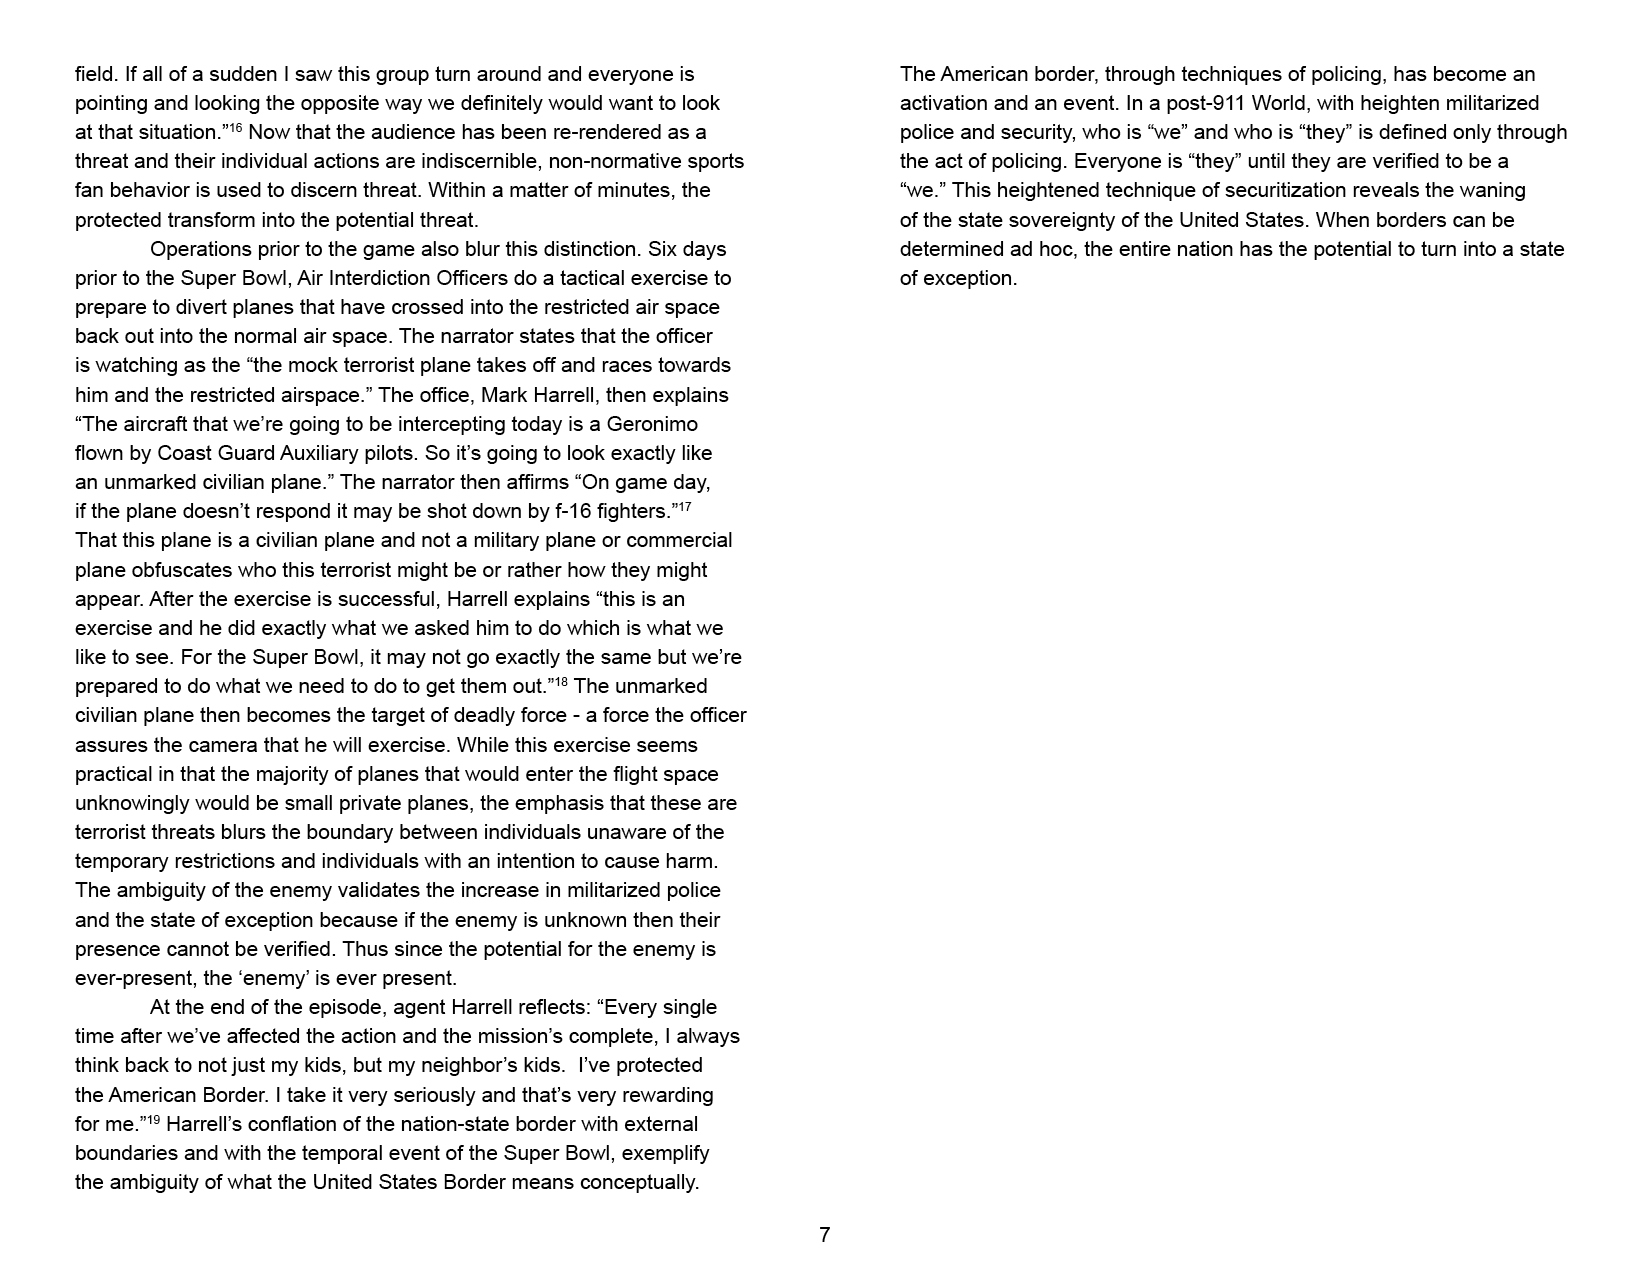 field. If all of a sudden I saw this group turn around and everyone is
pointing and looking the opposite way we definitely would want to look
at that situation.”16 Now that the audience has been re-rendered as a
threat and their individual actions are indiscernible, non-normative sports
fan behavior is used to discern threat. Within a matter of minutes, the
protected transform into the potential threat.
Operations prior to the game also blur this distinction. Six days
prior to the Super Bowl, Air Interdiction Officers do a tactical exercise to
prepare to divert planes that have crossed into the restricted air space
back out into the normal air space. The narrator states that the officer
is watching as the “the mock terrorist plane takes off and races towards
him and the restricted airspace.” The office, Mark Harrell, then explains
“The aircraft that we’re going to be intercepting today is a Geronimo
flown by Coast Guard Auxiliary pilots. So it’s going to look exactly like
an unmarked civilian plane.” The narrator then affirms “On game day,
if the plane doesn’t respond it may be shot down by f-16 fighters.”17
That this plane is a civilian plane and not a military plane or commercial
plane obfuscates who this terrorist might be or rather how they might
appear. After the exercise is successful, Harrell explains “this is an
exercise and he did exactly what we asked him to do which is what we
like to see. For the Super Bowl, it may not go exactly the same but we’re
prepared to do what we need to do to get them out.”18 The unmarked
civilian plane then becomes the target of deadly force - a force the officer
assures the camera that he will exercise. While this exercise seems
practical in that the majority of planes that would enter the flight space
unknowingly would be small private planes, the emphasis that these are
terrorist threats blurs the boundary between individuals unaware of the
temporary restrictions and individuals with an intention to cause harm.
The ambiguity of the enemy validates the increase in militarized police
and the state of exception because if the enemy is unknown then their
presence cannot be verified. Thus since the potential for the enemy is
ever-present, the ‘enemy’ is ever present.
At the end of the episode, agent Harrell reflects: “Every single
time after we’ve affected the action and the mission’s complete, I always
think back to not just my kids, but my neighbor’s kids.  I’ve protected
the American Border. I take it very seriously and that’s very rewarding
for me.”19 Harrell’s conflation of the nation-state border with external
boundaries and with the temporal event of the Super Bowl, exemplify
the ambiguity of what the United States Border means conceptually.
The American border, through techniques of policing, has become an
activation and an event. In a post-911 World, with heighten militarized
police and security, who is “we” and who is “they” is defined only through
the act of policing. Everyone is “they” until they are verified to be a
“we.” This heightened technique of securitization reveals the waning
of the state sovereignty of the United States. When borders can be
determined ad hoc, the entire nation has the potential to turn into a state
of exception.
7